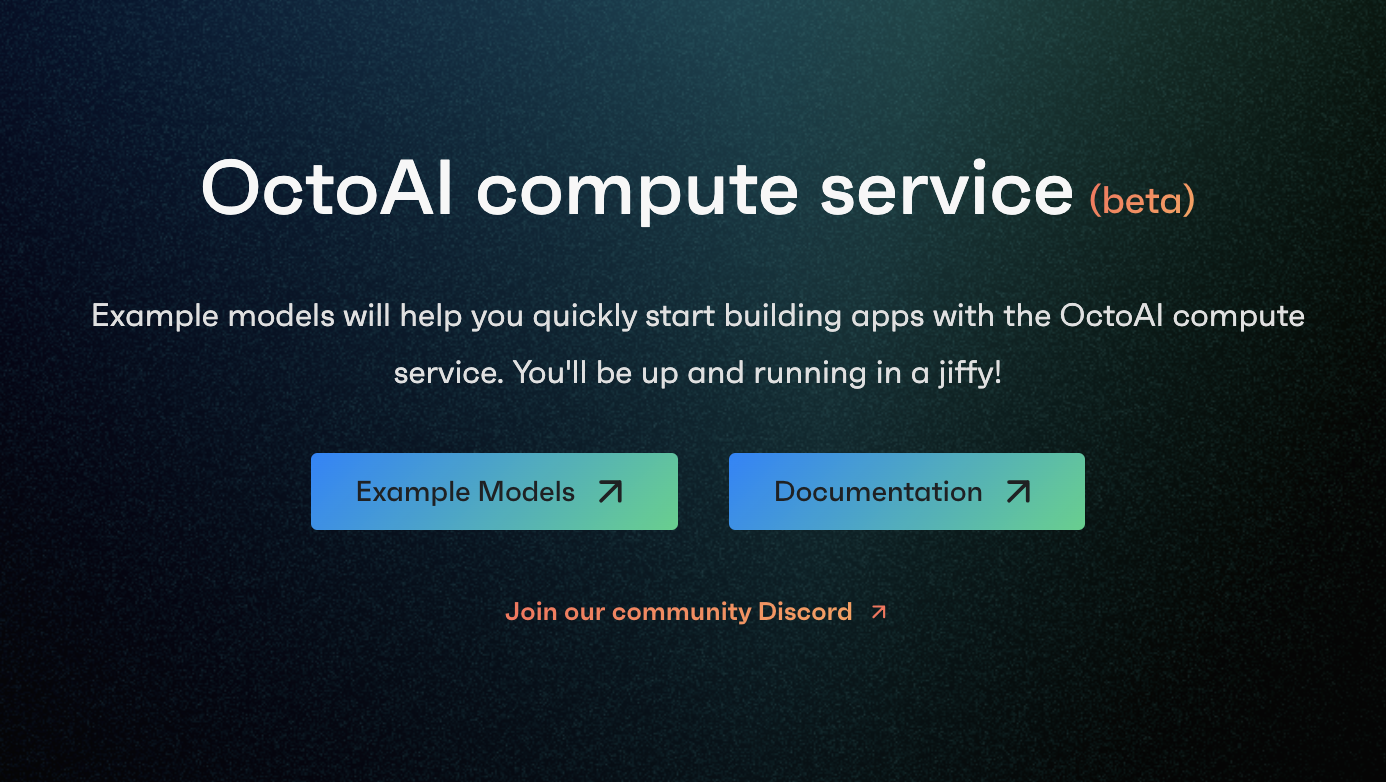 OctoAI compute service (beta)
Example models will help you quickly start building apps with the OctoAI compute
service. You'll be up and running in a jiffy!
Example Models
Documentation
Join our community Discord